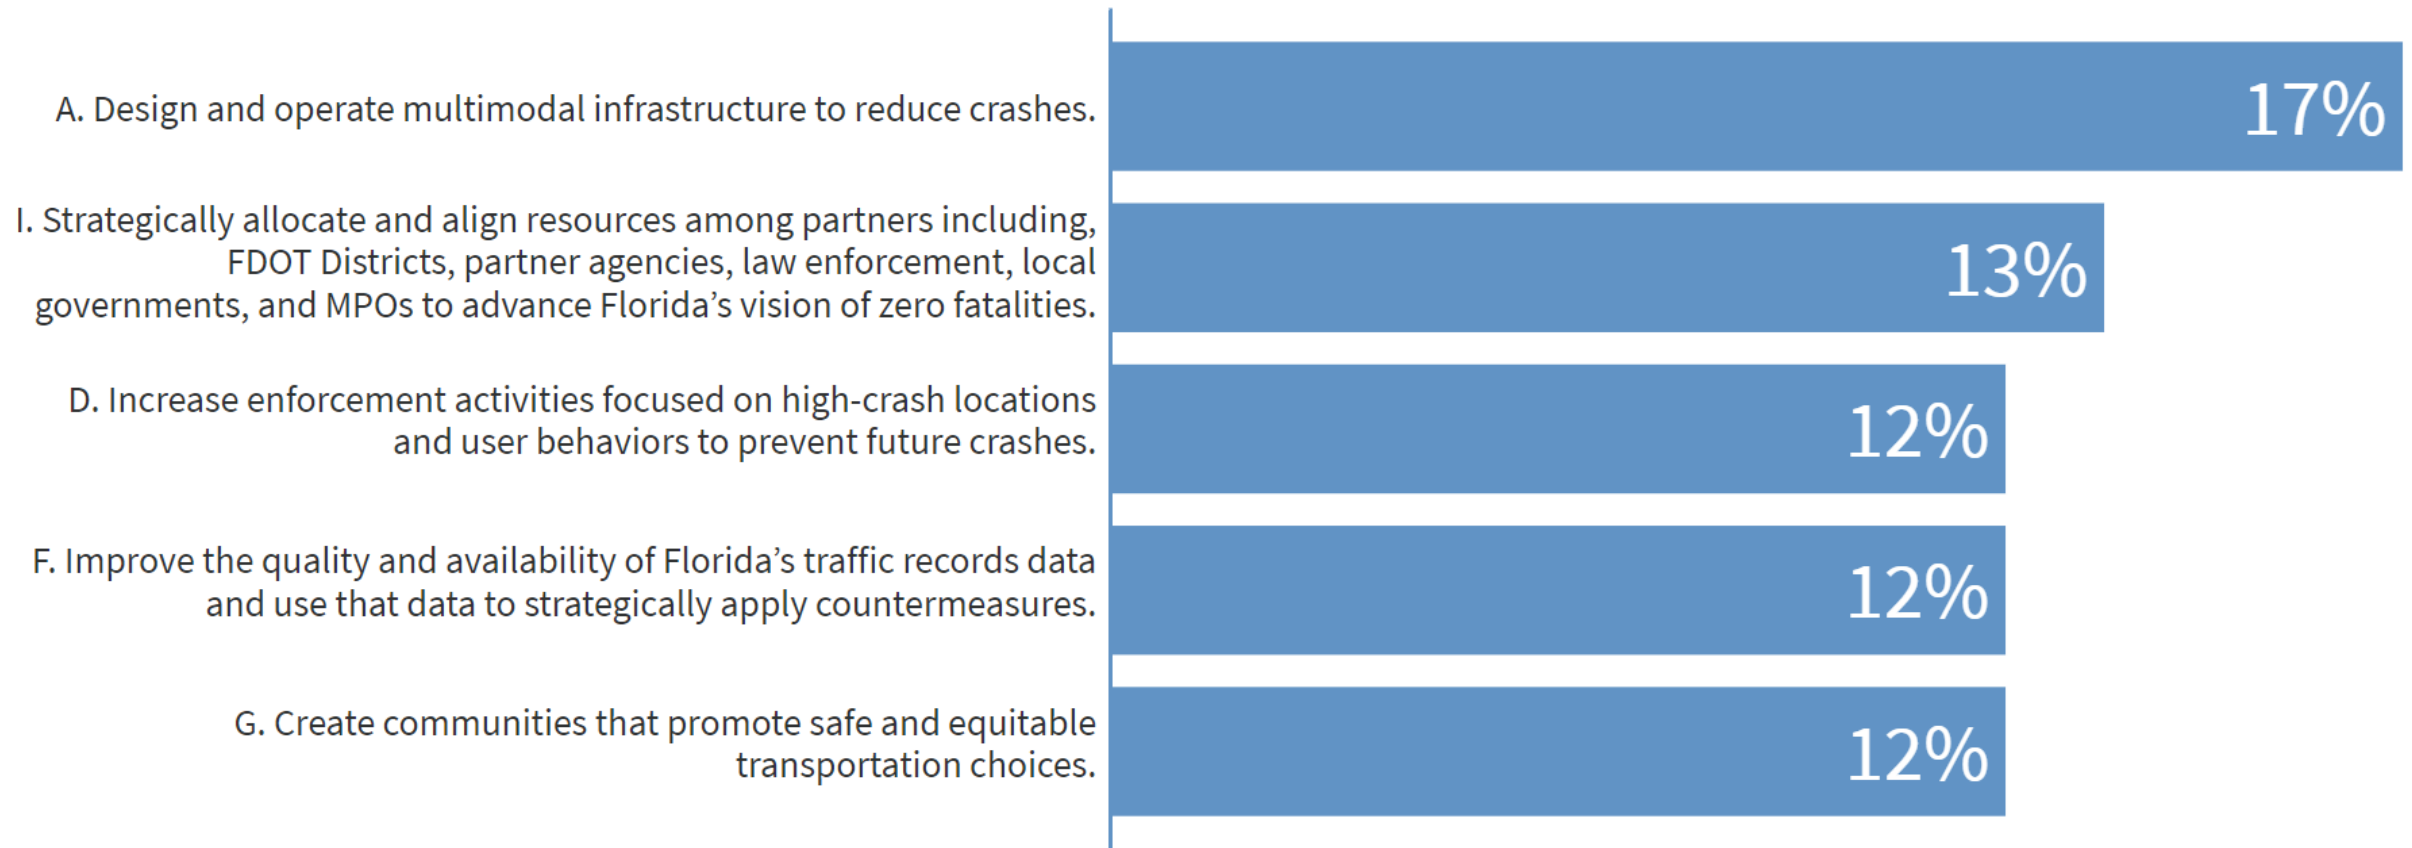 A. Design and operate multimodal infrastructure to reduce crashes.
17%
I. Strategically allocate and align resources among partners including,
FDOT Districts, partner agencies, law enforcement, local
governments, and MPOs to advance Florida’s vision of zero fatalities.
13%
D. Increase enforcement activities focused on high-crash locations
and user behaviors to prevent future crashes.
12%
F. Improve the quality and availability of Florida’s traffic records data
and use that data to strategically apply countermeasures.
12%
G. Create communities that promote safe and equitable
transportation choices.
12%